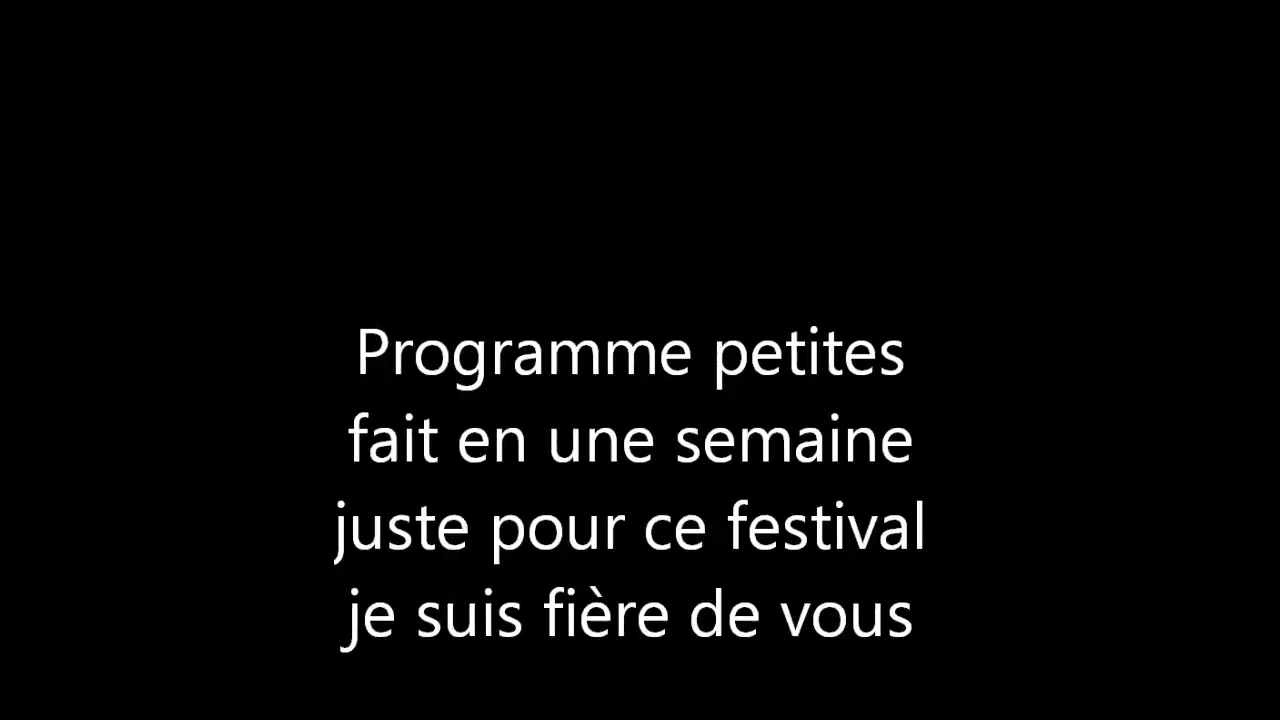 Programme petites
fait en une semaine
juste pour ce festival
je suis fière de vous